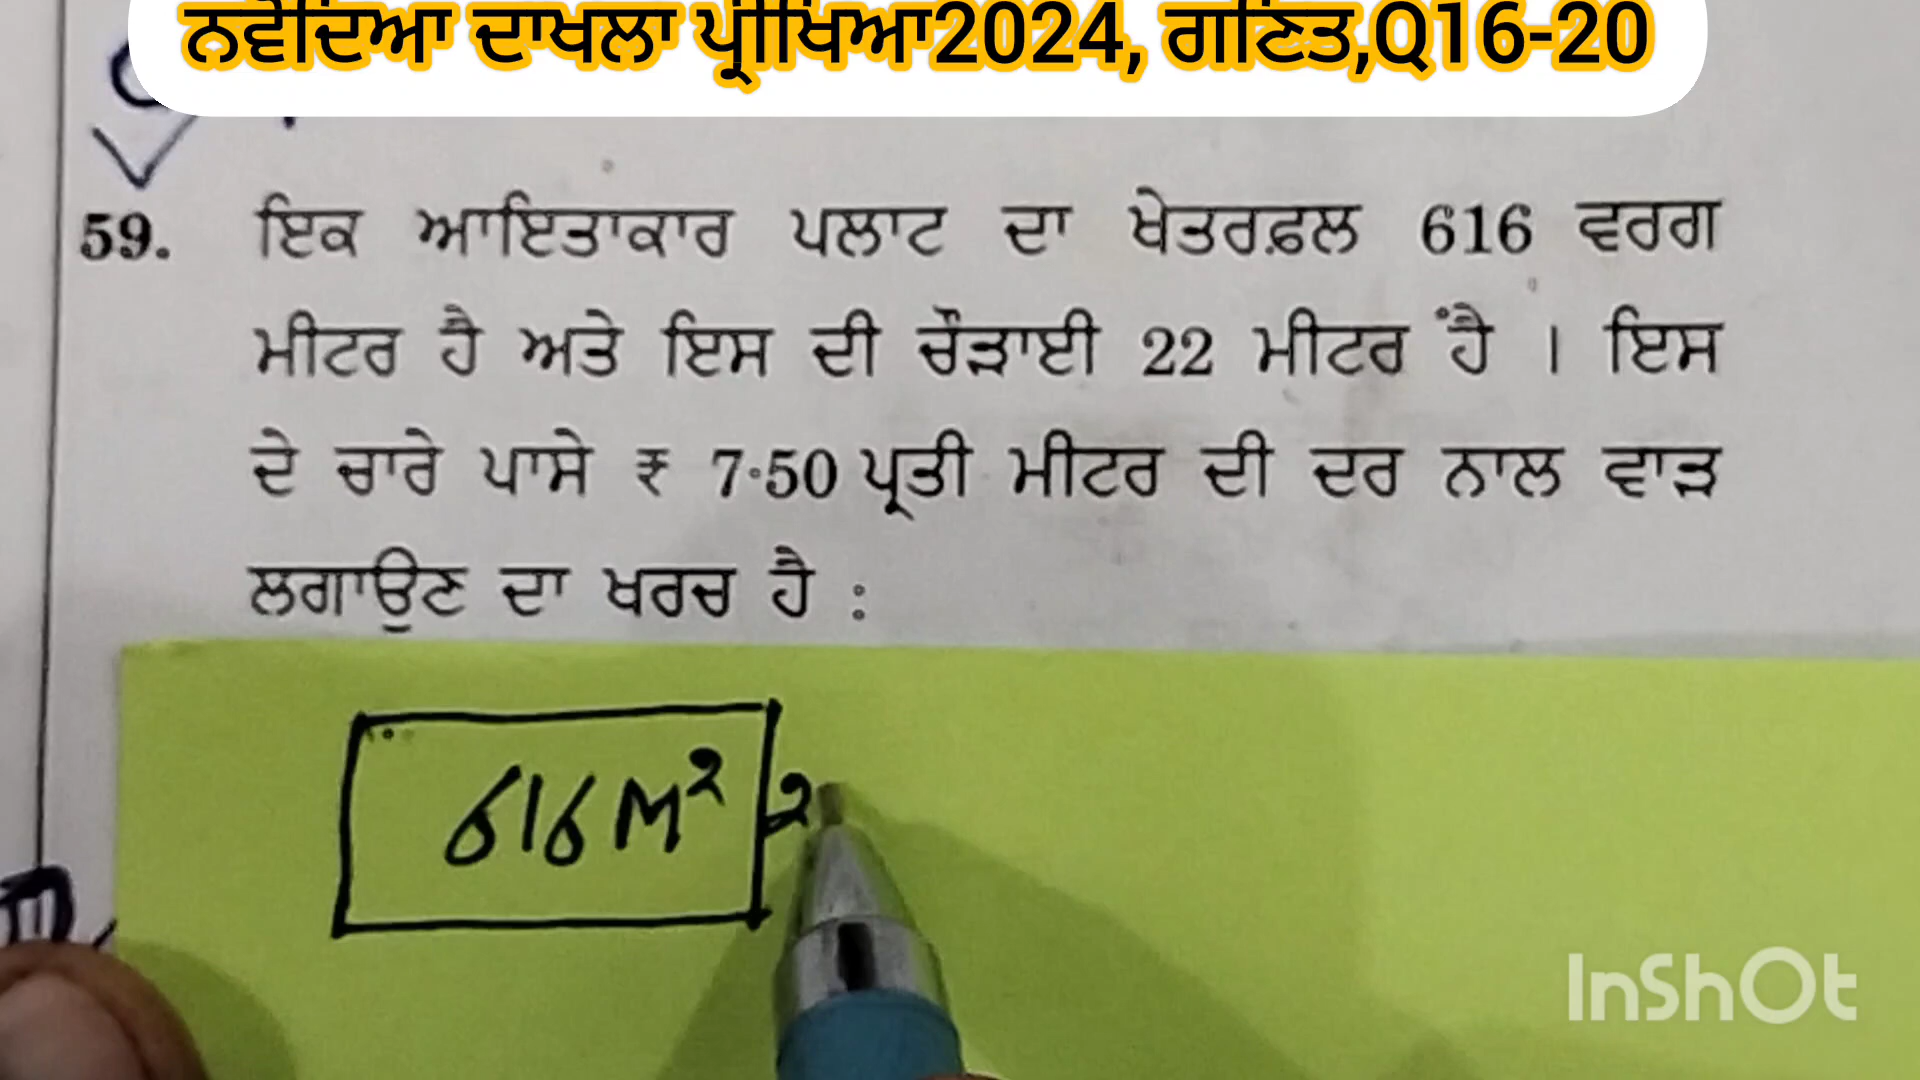 ਨਵੋਦਿਆ ਦਾਖਲਾ ਪ੍ਰੀਖਿਆ2024, ਗਣਿਤ,Q16-20
59. ਇਕ ਆਇਤਾਕਾਰ ਪਲਾਟ ਦਾ ਖੇਤਰਫ਼ਲ 616 ਵਰਗ
ਮੀਟਰ ਹੈ ਅਤੇ ਇਸ ਦੀ ਚੌੜਾਈ 22 ਮੀਟਰ ਹੈ । ਇਸ
ਦੇ ਚਾਰੇ ਪਾਸੇ ₹ 7·50 ਪ੍ਰਤੀ ਮੀਟਰ ਦੀ ਦਰ ਨਾਲ ਵਾੜ
ਲਗਾਉਣ ਦਾ ਖਰਚ ਹੈ :
616 M² 2
InShOt